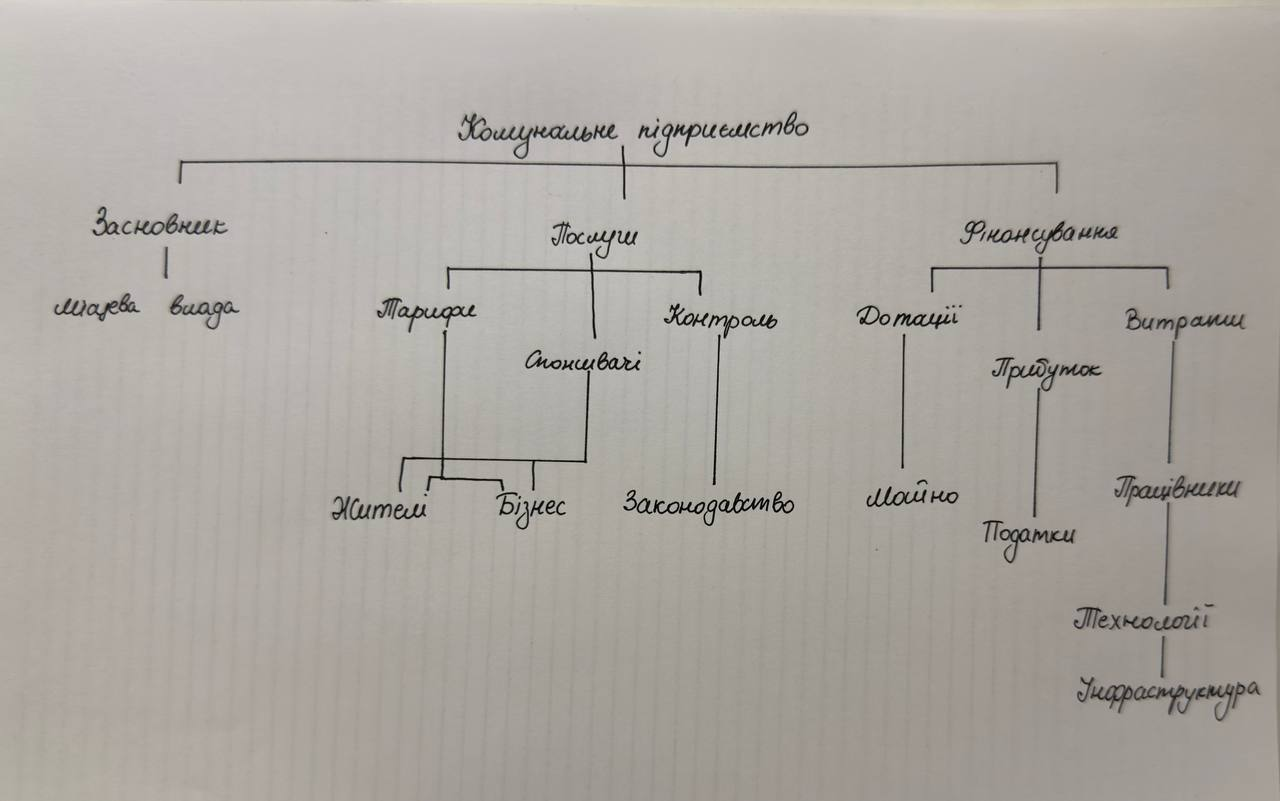 Комунальне підприємство
Засновник Послуги Фінансування
Місцева влада Тарифи Контроль Дотації Витрати
Споживачі Прибуток
Жителі Бізнес Законодавство Майно Працівники
Податки
Технології
Інфраструктура